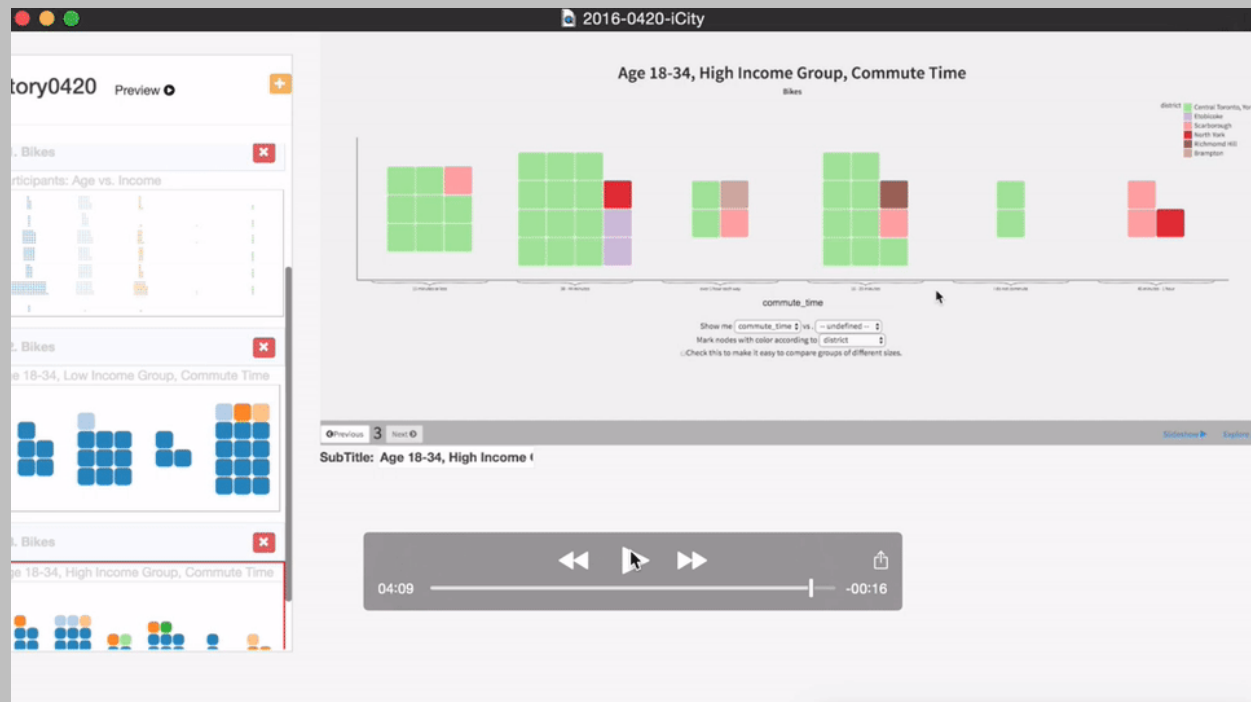 2016-0420-iCity
tory0420 Preview
. Bikes
rticipants: Age vs. Income
2. Bikes
e 18-34, Low Income Group, Commute Time
. Bikes
ge 18-34, High Income Group, Commute Time
Age 18-34, High Income Group, Commute Time
Bikes
district Central Toronto, Yor
Etobicoke
Scarborough
North York
Richmond Hill
Brampton
commute_time
Show me commute_time vs. -- undefined --
Mark nodes with color according to district
Check this to make it easy to compare groups of different sizes.
Previous 3 Next
Slideshow Explore
SubTitle: Age 18-34, High Income
04:09 -00:16